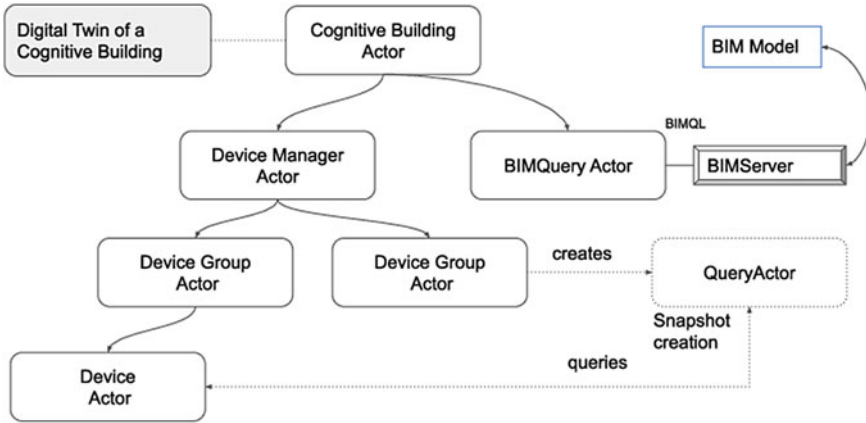 Digital Twin of a
Cognitive Building
Cognitive Building
Actor
BIM Model
BIMQL
Device Manager
Actor
BIMQuery Actor
BIMServer
Device Group
Actor
Device Group
Actor
creates
QueryActor
Snapshot
creation
queries
Device
Actor